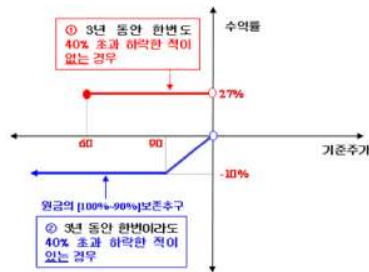 ① 3년 동안 한번도
40% 초과 하락한 적이
없는 경우
수익률
27%
60
90
기준주가
-10%
원금의 [100%~90%]보존추구
② 3년 동안 한번이라도
40% 초과 하락한 적이
있는 경우